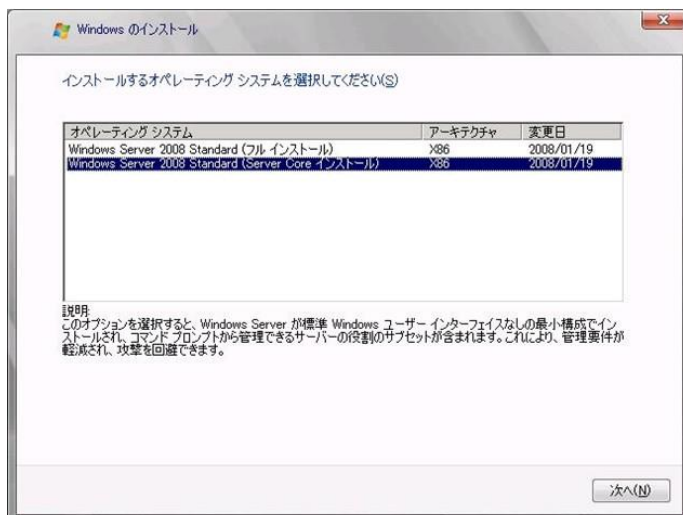 Windows のインストール
インストールするオペレーティング システムを選択してください(S)
オペレーティング システム アーキテクチャ 変更日
Windows Server 2008 Standard (フル インストール) X86 2008/01/19
Windows Server 2008 Standard (Server Core インストール) X86 2008/01/19
説明:
このオプションを選択すると、Windows Server が標準 Windows ユーザー インターフェイスなしの最小構成でイン
ストールされ、コマンド プロンプトから管理できるサーバーの役割のサブセットが含まれます。これにより、管理要件が
軽減され、攻撃を回避できます。
次へ(N)